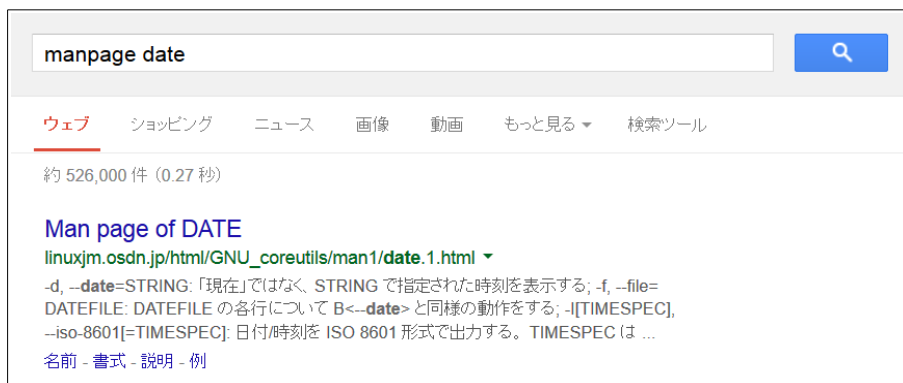 manpage date
ウェブ ショッピング ニュース 画像 動画 もっと見る 検索ツール
約 526,000 件 (0.27 秒)
Man page of DATE
linuxjm.osdn.jp/html/GNU_coreutils/man1/date.1.html
-d, --date=STRING: 「現在」ではなく、STRING で指定された時刻を表示する; -f, --file=
DATEFILE: DATEFILE の各行について B<--date> と同様の動作をする; -I[TIMESPEC],
--iso-8601[=TIMESPEC]: 日付/時刻を ISO 8601 形式で出力する。TIMESPEC は ...
名前 - 書式 - 説明 - 例